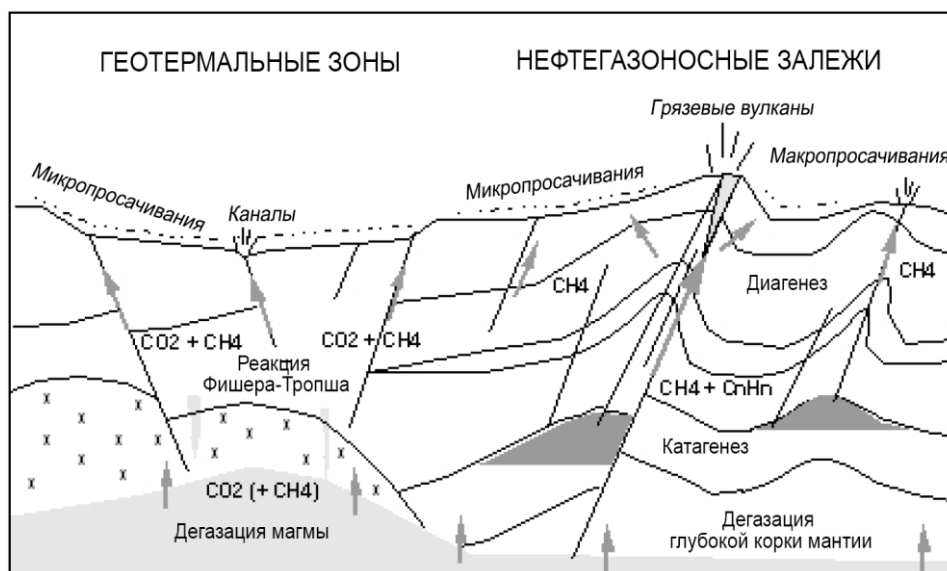 ГЕОТЕРМАЛЬНЫЕ ЗОНЫ
НЕФТЕГАЗОНОСНЫЕ ЗАЛЕЖИ
Грязевые вулканы
Микропросачивания
Каналы
Микропросачивания
Макропросачивания
CH4
Диагенез
CH4
CO2 + CH4
CO2 + CH4
Реакция
Фишера-Тропша
CH4 + CnHn
Катагенез
CO2 (+ CH4)
Дегазация магмы
Дегазация
глубокой корки мантии